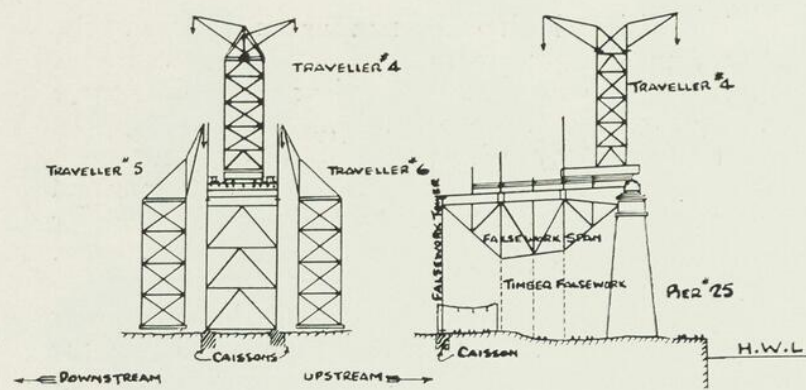 TRAVELLER #4
TRAVELLER #5
TRAVELLER #6
CAISSONS
DOWNSTREAM
UPSTREAM
TRAVELLER #4
FALSEWORK TOWER
FALSEWORK SPAN
TIMBER FALSEWORK
PIER #25
CAISSON
H.W.L